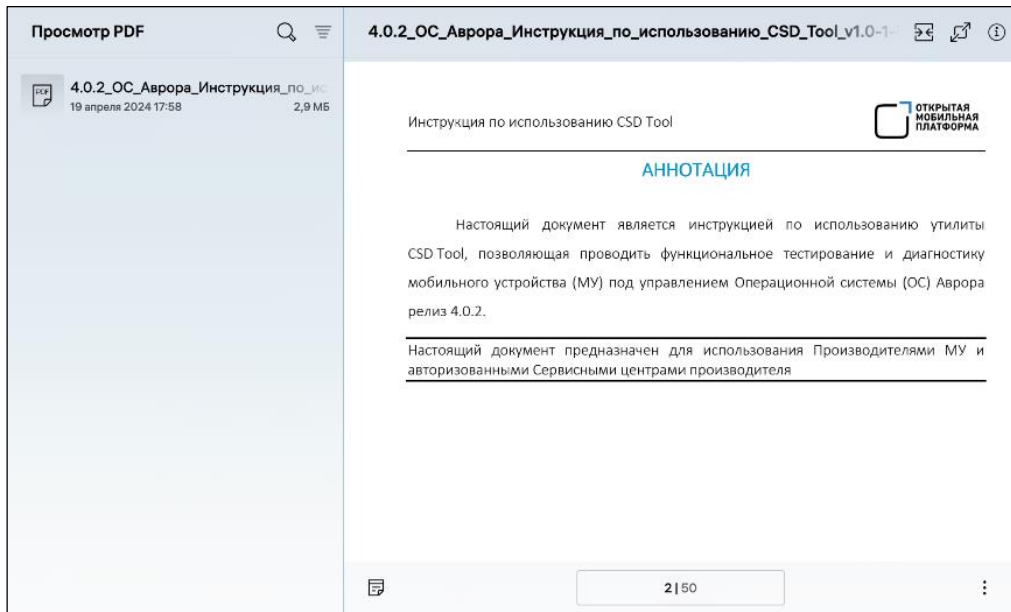 Просмотр PDF
4.0.2_ОС_Аврора_Инструкция_по_ис
19 апреля 2024 17:58 2,9 МБ
4.0.2_ОС_Аврора_Инструкция_по_использованию_CSD_Tool_v1.0-1-
Инструкция по использованию CSD Tool
ОТКРЫТАЯ
МОБИЛЬНАЯ
ПЛАТФОРМА
АННОТАЦИЯ
Настоящий документ является инструкцией по использованию утилиты
CSD Tool, позволяющая проводить функциональное тестирование и диагностику
мобильного устройства (МУ) под управлением Операционной системы (ОС) Аврора
релиз 4.0.2.
Настоящий документ предназначен для использования Производителями МУ и
авторизованными Сервисными центрами производителя
2|50